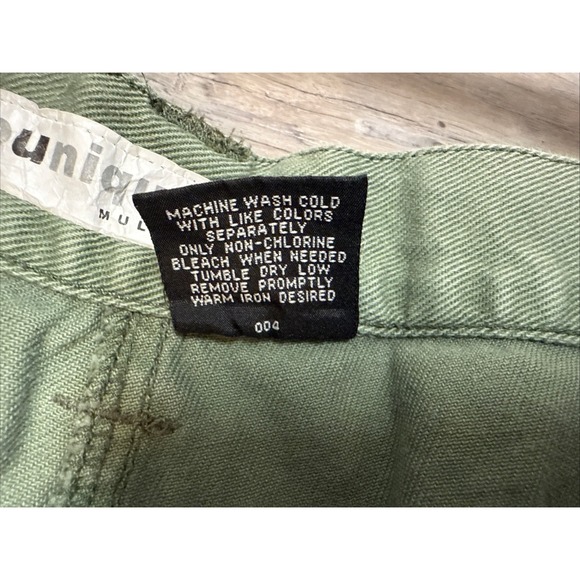 MACHINE WASH COLD
WITH LIKE COLORS
SEPARATELY
ONLY NON-CHLORINE
BLEACH WHEN NEEDED
TUMBLE DRY LOW
REMOVE PROMPTLY
WARM IRON DESIRED
004